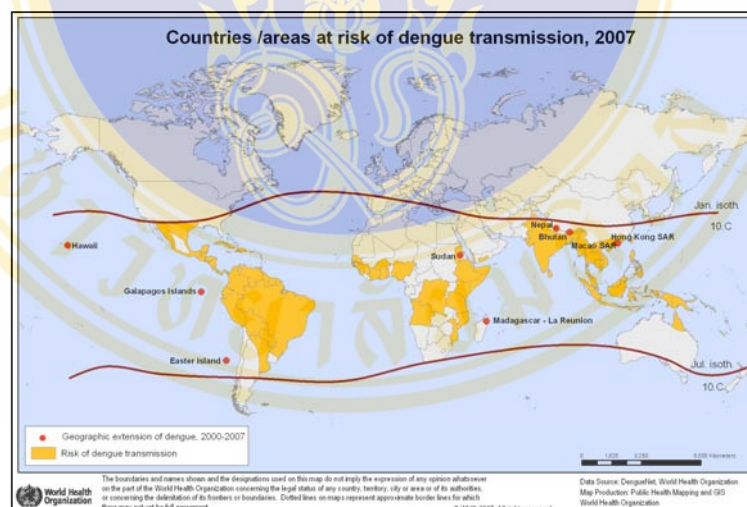 Countries /areas at risk of dengue transmission, 2007
Jan. isoth.
10.C
Nepal
Hawaii
Bhutan
Hong Kong SAR
Macao SAR
Sudan
Galapagos Islands
Madagascar - La Reunion
Easter Island
Jul. isoth.
10.C
Geographic extension of dengue, 2000-2007
Risk of dengue transmission
World Health
Organization
The boundaries and names shown and the designations used on this map do not imply the expression of any opinion whatsoever
on the part of the World Health Organization concerning the legal status of any country, territory, city or area or of its authorities,
or concerning the delimitation of its frontiers or boundaries. Dotted lines on maps represent approximate border lines for which
Data Source: DengueNet, World Health Organization
Map Production: Public Health Mapping and GIS
World Health Organization